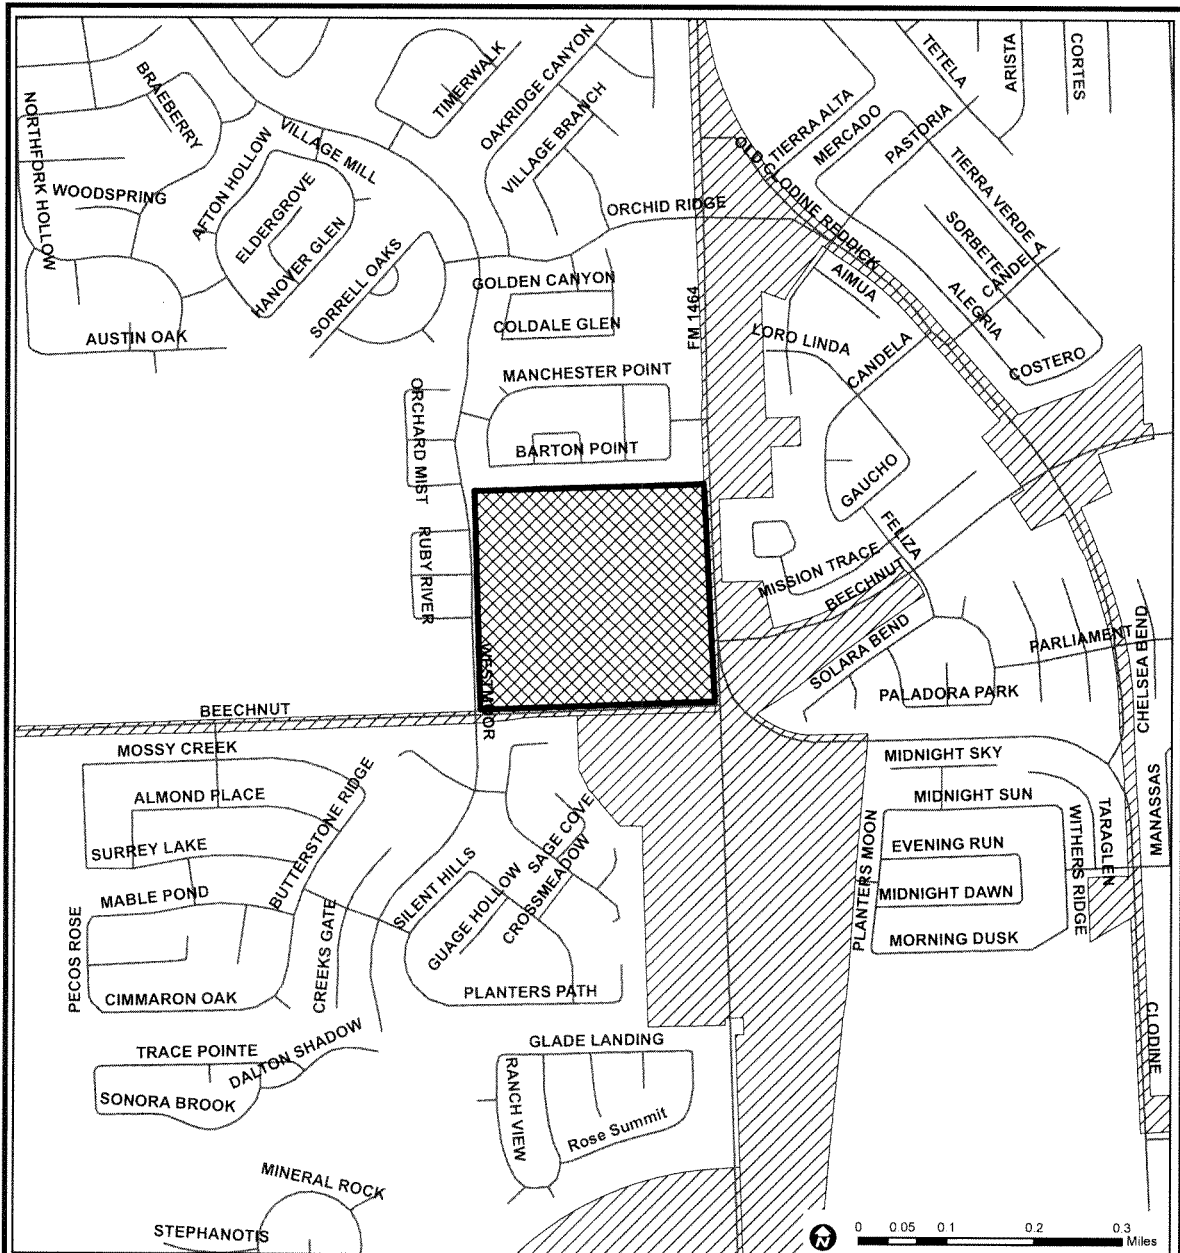 TETELA
ARISTA
CORTES
BRAEBERRY
TIMERWALK
OAKRIDGE CANYON
NORTHFORK HOLLOW
VILLAGE BRANCH
TIERRA ALTA
MERCADO
PASTORIA
VILLAGE MILL
AFTON HOLLOW
OLD CLODINE REDDICK
TIERRA VERDE
WOODSPRING
ELDERGROVE
ORCHID RIDGE
SORBETE
CANDELA
HANOVER GLEN
SORRELL OAKS
GOLDEN CANYON
AIMUA
ALEGRIA
AUSTIN OAK
COLDALE GLEN
FM 1464
LORO LINDA
CANDELA
COSTERO
MANCHESTER POINT
ORCHARD MIST
BARTON POINT
GAUCHO
FELIZA
RUBY RIVER
MISSION TRACE
BEECHNUT
SOLARA BEND
PARLIAMENT
CHELSEA BEND
WESTMOOR
PALADORA PARK
BEECHNUT
MOSSY CREEK
MIDNIGHT SKY
ALMOND PLACE
BUTTERSTONE RIDGE
MIDNIGHT SUN
MANASSAS
SURREY LAKE
SAGE COVE
PLANTERS MOON
EVENING RUN
WITHERS RIDGE
TARAGLEN
MABLE POND
SILENT HILLS
GUAGE HOLLOW
CROSSMEADOW
MIDNIGHT DAWN
PECOS ROSE
CREEKS GATE
MORNING DUSK
CIMMARON OAK
PLANTERS PATH
CLODINE
TRACE POINTE
DALTON SHADOW
GLADE LANDING
SONORA BROOK
RANCH VIEW
Rose Summit
MINERAL ROCK
STEPHANOTIS
N
0 0.05 0.1 0.2 0.3
Miles